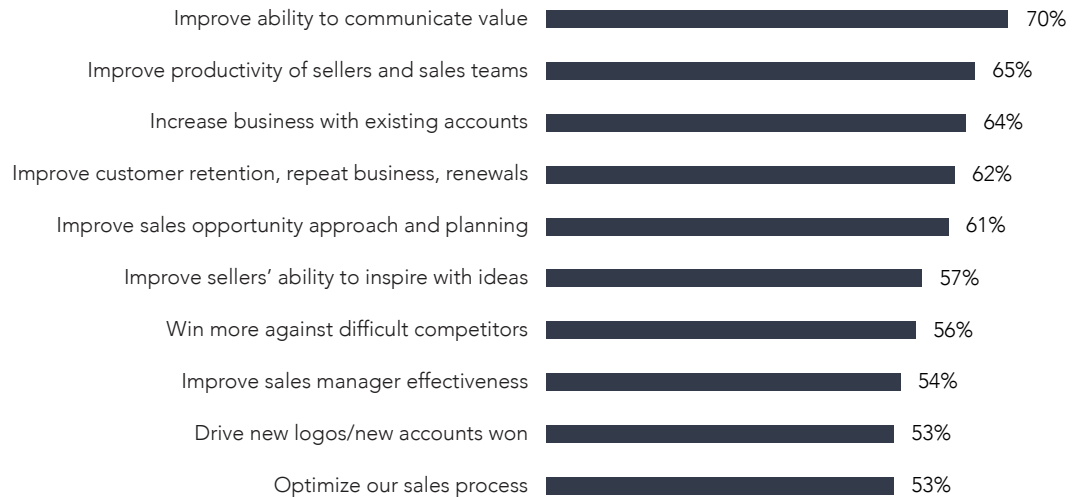 Improve ability to communicate value 70%
Improve productivity of sellers and sales teams 65%
Increase business with existing accounts 64%
Improve customer retention, repeat business, renewals 62%
Improve sales opportunity approach and planning 61%
Improve sellers’ ability to inspire with ideas 57%
Win more against difficult competitors 56%
Improve sales manager effectiveness 54%
Drive new logos/new accounts won 53%
Optimize our sales process 53%